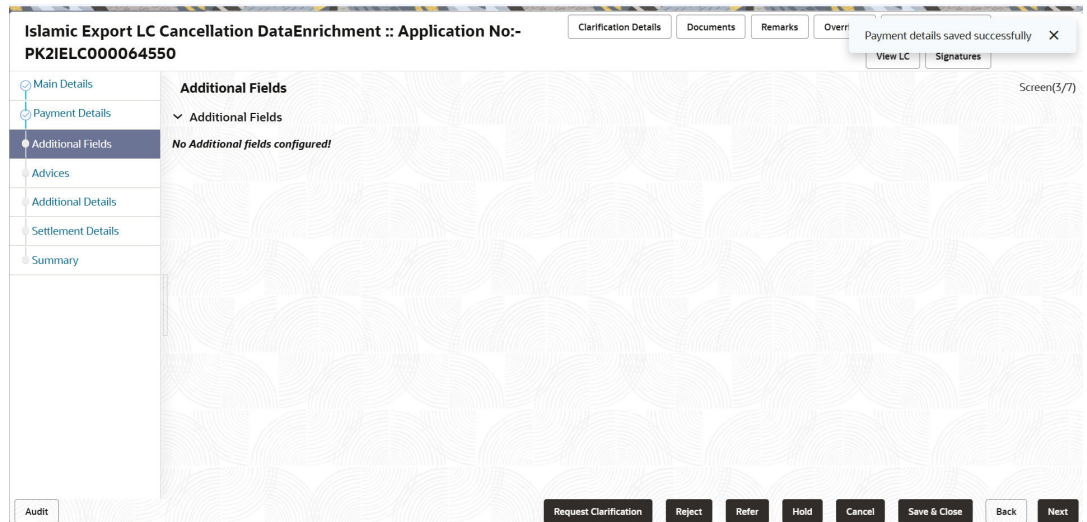 Islamic Export LC Cancellation DataEnrichment :: Application No:-
PK2IELC000064550
Clarification Details
Documents
Remarks
Payment details saved successfully
View LC
Signatures
Main Details
Payment Details
Additional Fields
Advices
Additional Details
Settlement Details
Summary
Additional Fields
Screen(3/7)
Additional Fields
No Additional fields configured!
Audit
Request Clarification
Reject
Refer
Hold
Cancel
Save & Close
Back
Next